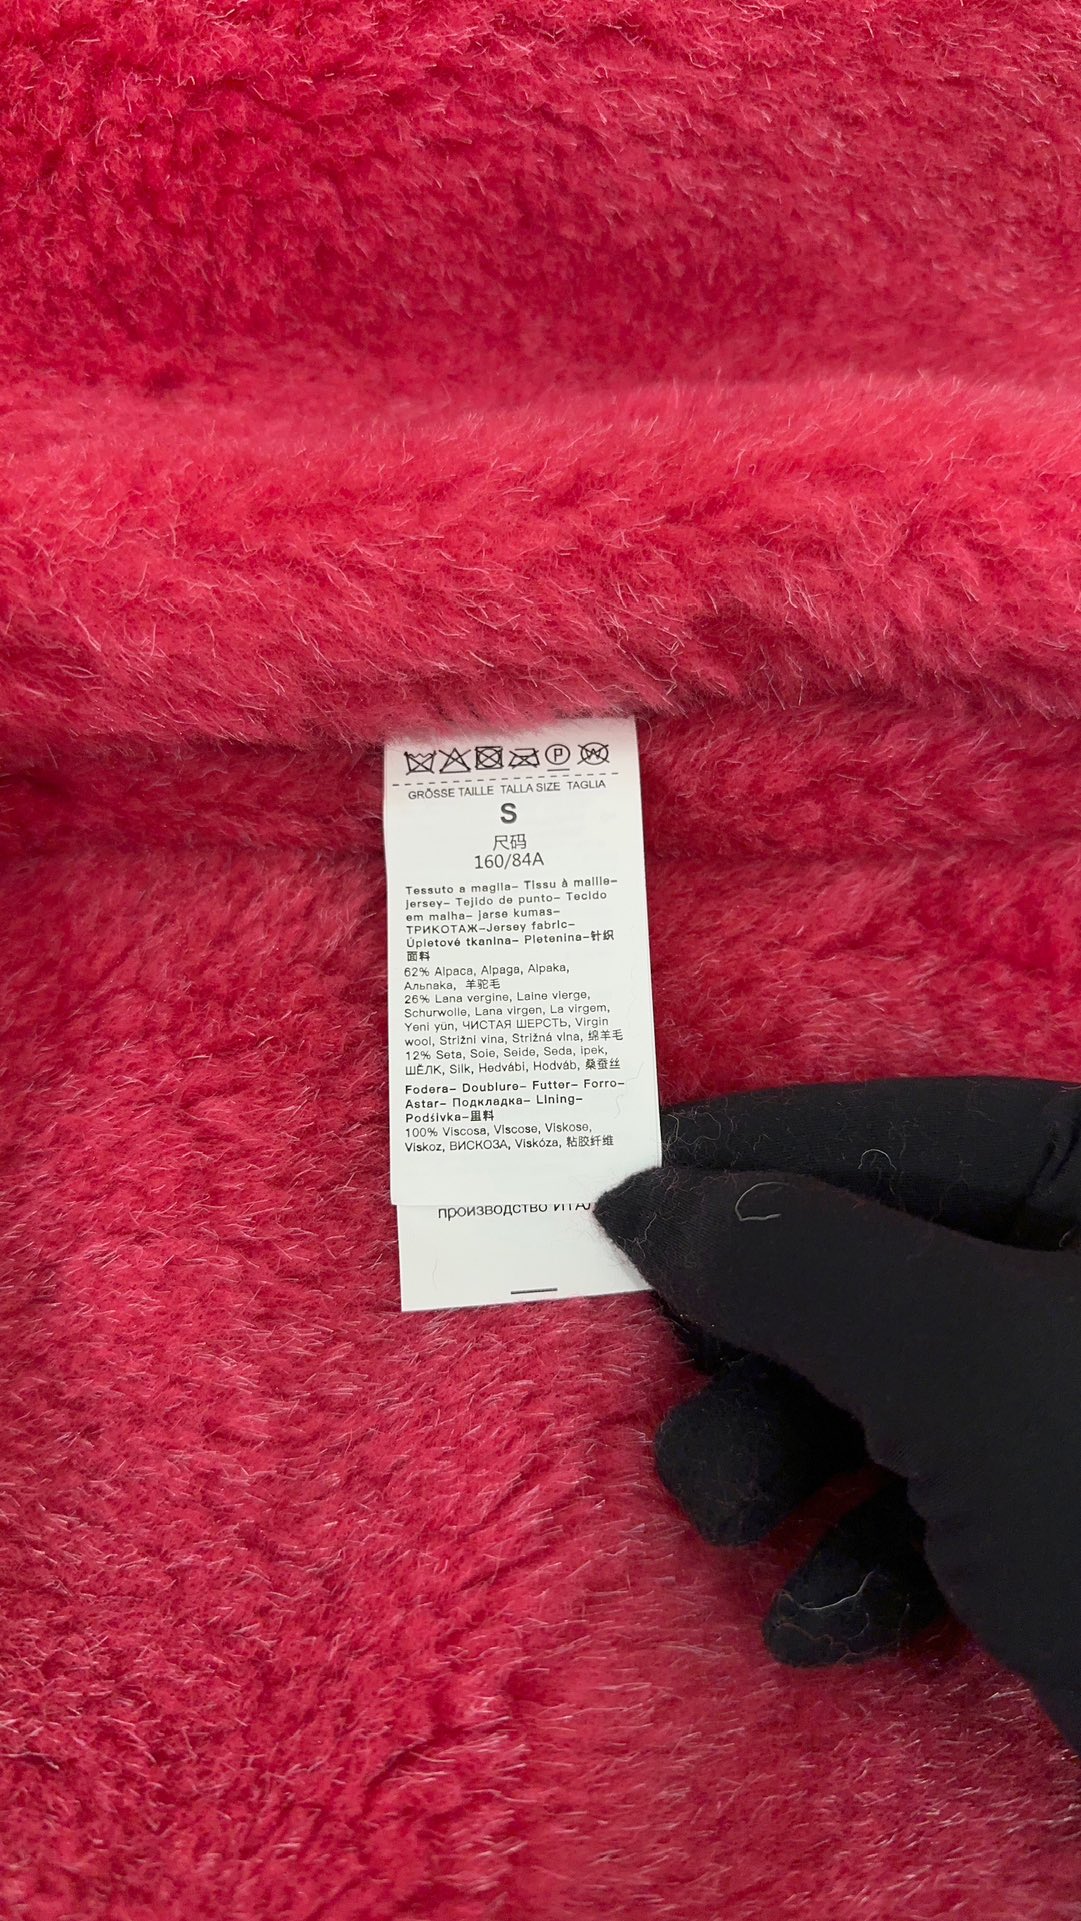 GRÖSSE TAILLE TALLA SIZE TAGLIA
S
尺码
160/84A
Tessuto a maglia- Tissu à maille-
jersey- Tejido de punto- Tecido
em malha- jarse kumas-
ТРИКОТАЖ-Jersey fabric-
Úpletové tkanina- Pletenina-针织
面料
62% Alpaca, Alpaga, Alpaka,
Альпака, 羊驼毛
26% Lana vergine, Laine vierge,
Schurwolle, Lana virgen, La virgem,
Yeni yün, ЧИСТАЯ ШЕРСТЬ, Virgin
wool, Strižni vina, Strižná vlna, 绵羊毛
12% Seta, Soie, Seide, Seda, ipek,
ШЁЛК, Silk, Hedvábi, Hodváb, 桑蚕丝
Fodera- Doublure- Futter- Forro-
Astar- Подкладка- Lining-
Podšívka-里料
100% Viscosa, Viscose, Viskose,
Viskoz, ВИСКОЗА, Viskóza, 粘胶纤维
производство